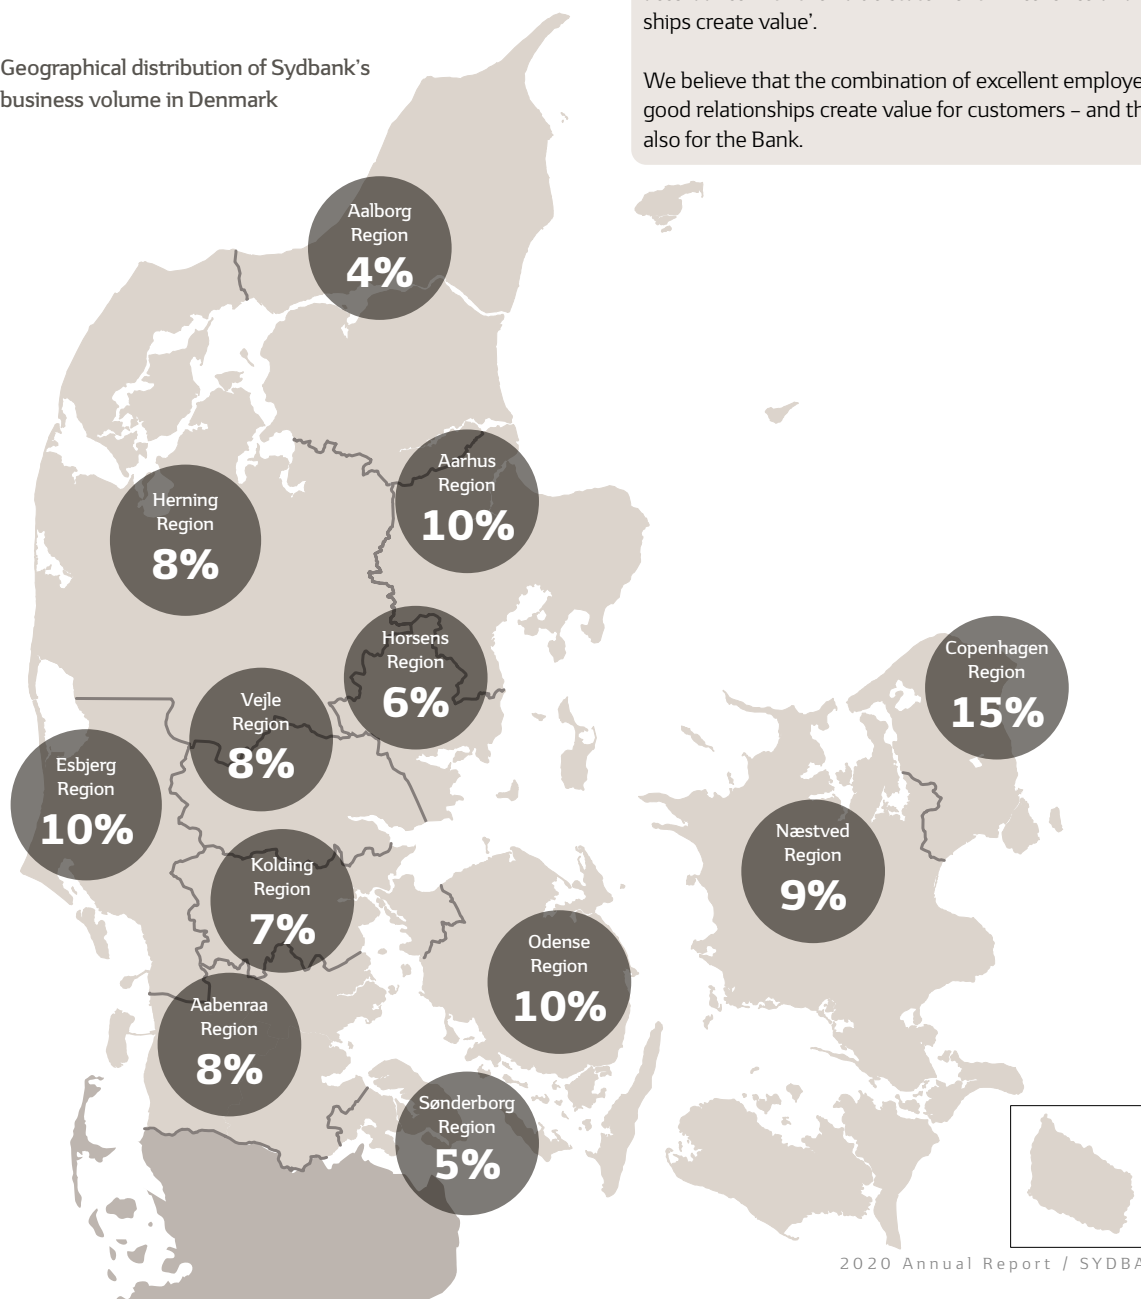 ships create value’.
We believe that the combination of excellent
good relationships create value for customers – and
also for the Bank.
Geographical distribution of Sydbank’s
business volume in Denmark
Aalborg
Region
4%
Aarhus
Region
10%
Herning
Region
8%
Horsens
Region
6%
Copenhagen
Region
15%
Vejle
Region
8%
Esbjerg
Region
10%
Næstved
Region
9%
Kolding
Region
7%
Odense
Region
10%
Aabenraa
Region
8%
Sønderborg
Region
5%
2020 Annual Report / SYDBA